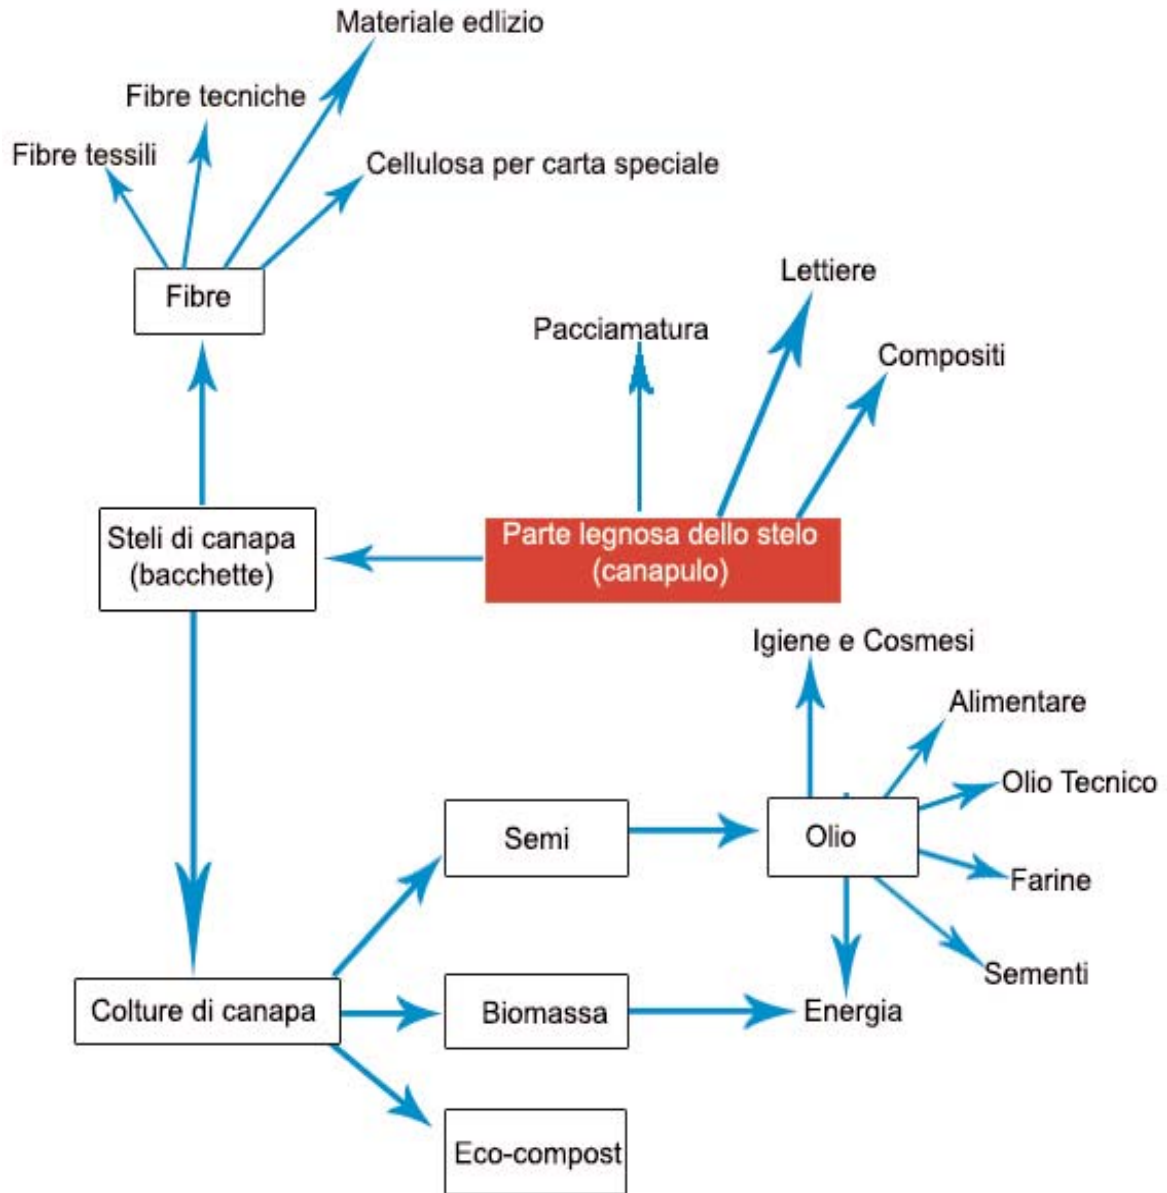 Materiale edlizio
Fibre tecniche
Fibre tessili
Cellulosa per carta speciale
Fibre
Lettiere
Pacciamatura
Compositi
Steli di canapa
(bacchette)
Parte legnosa dello stelo
(canapulo)
Igiene e Cosmesi
Alimentare
Olio Tecnico
Semi
Olio
Farine
Sementi
Colture di canapa
Biomassa
Energia
Eco-compost